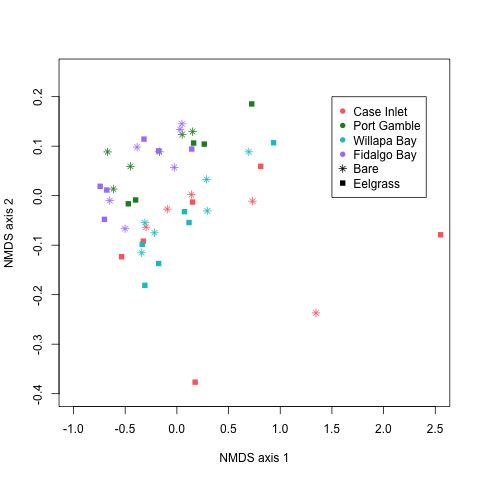 0.2
0.1
0.0
-0.1
-0.2
-0.3
-0.4
NMDS axis 2
Case Inlet
Port Gamble
Willapa Bay
Fidalgo Bay
Bare
Eelgrass
-1.0 -0.5 0.0 0.5 1.0 1.5 2.0 2.5
NMDS axis 1